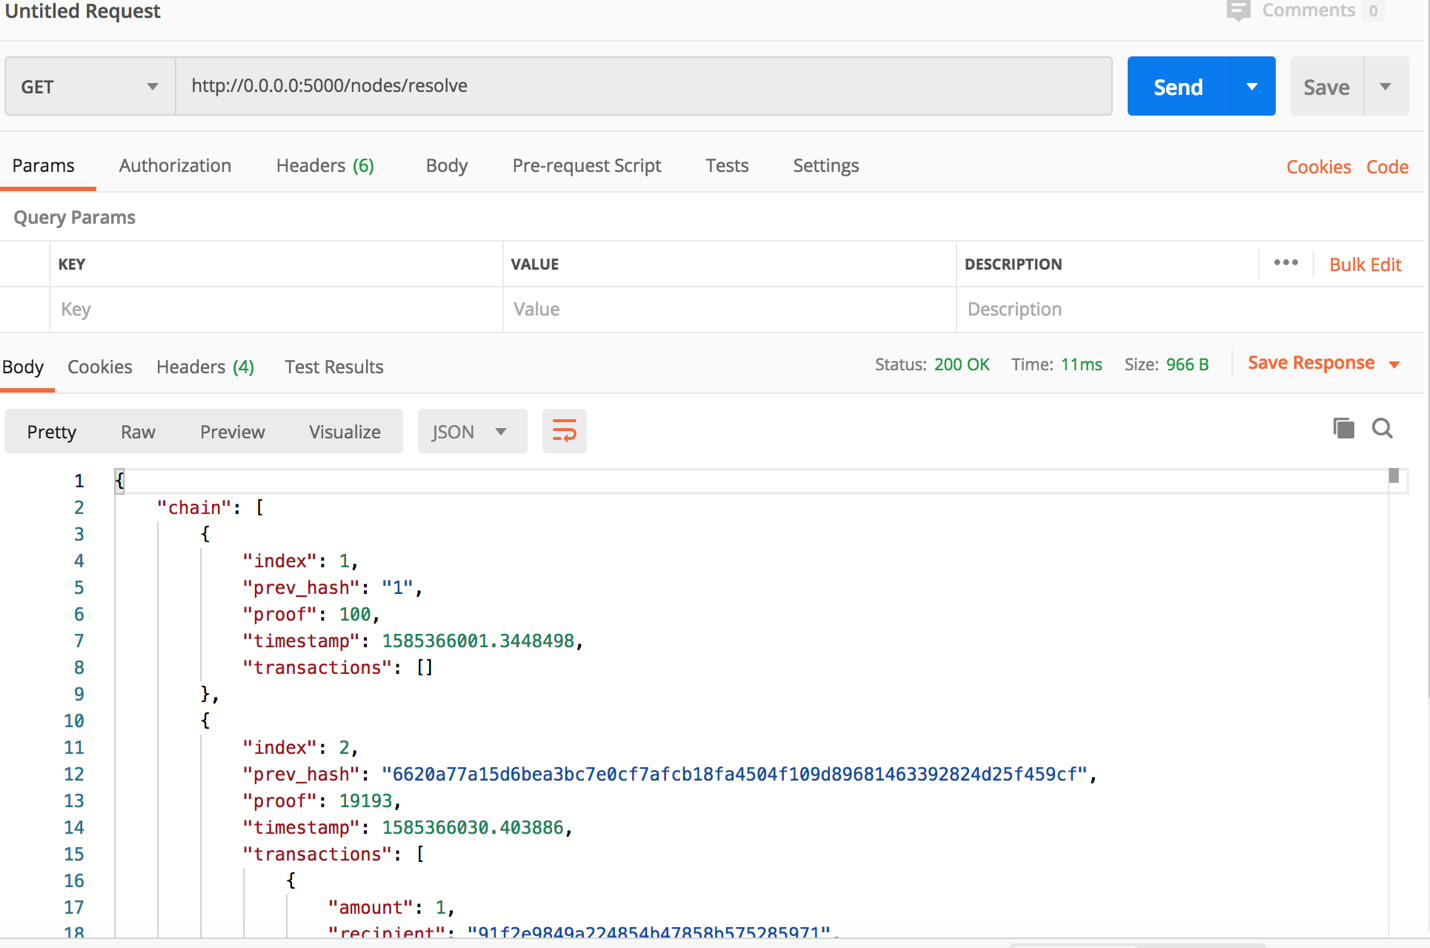 Untitled Request
Comments 0
GET http://0.0.0.0:5000/nodes/resolve Send Save
Params Authorization Headers (6) Body Pre-request Script Tests Settings Cookies Code
Query Params
KEY VALUE DESCRIPTION ••• Bulk Edit
Key Value Description
Body Cookies Headers (4) Test Results Status: 200 OK Time: 11ms Size: 966 B Save Response
Pretty Raw Preview Visualize JSON
1 {
2 "chain": [
3 {
4 "index": 1,
5 "prev_hash": "1",
6 "proof": 100,
7 "timestamp": 1585366001.3448498,
8 "transactions": []
9 },
10 {
11 "index": 2,
12 "prev_hash": "6620a77a15d6bea3bc7e0cf7afcb18fa4504f109d89681463392824d25f459cf",
13 "proof": 19193,
14 "timestamp": 1585366030.403886,
15 "transactions": [
16 {
17 "amount": 1,
18 "recipient": "91f2e9849a224854b47858b575285971",